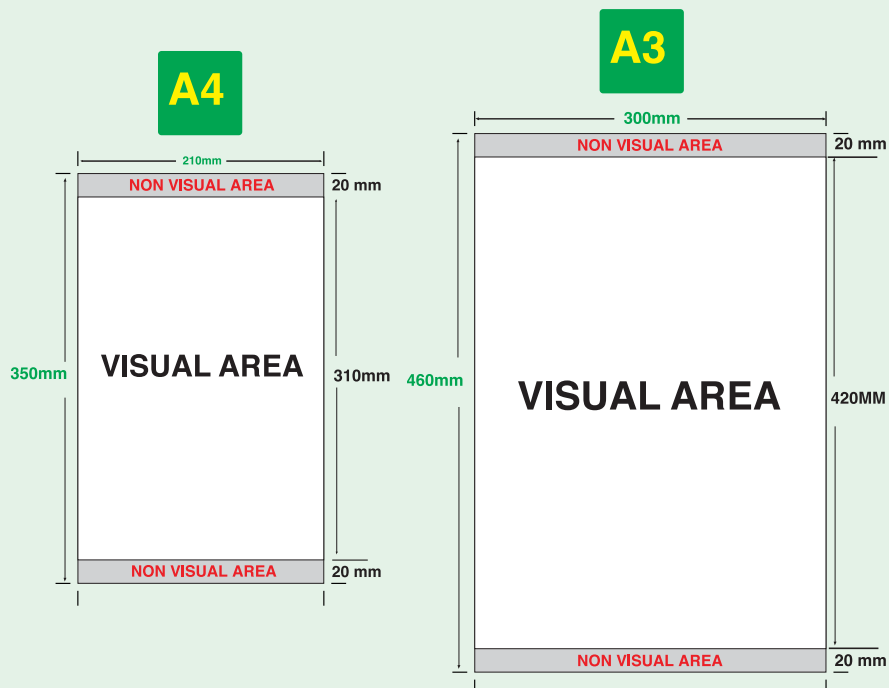 A4
210mm
NON VISUAL AREA
20 mm
350mm
VISUAL AREA
310mm
NON VISUAL AREA
20 mm
A3
300mm
NON VISUAL AREA
20 mm
460mm
VISUAL AREA
420MM
NON VISUAL AREA
20 mm